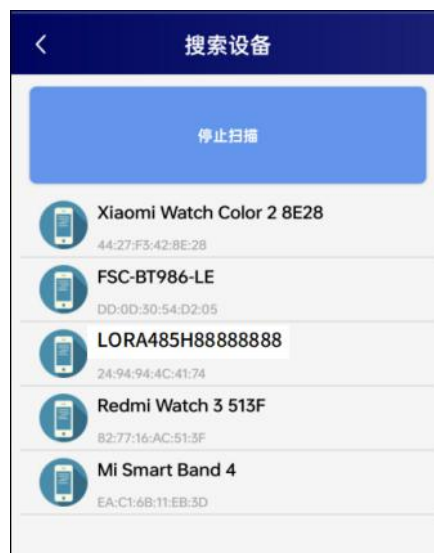 搜索设备
停止扫描
Xiaomi Watch Color 2 8E28
44:27:F3:42:8E:28
FSC-BT986-LE
DD:0D:30:54:D2:05
LORA485H88888888
24:94:94:4C:41:74
Redmi Watch 3 513F
82:77:16:AC:51:3F
Mi Smart Band 4
EA:C1:6B:11:EB:3D